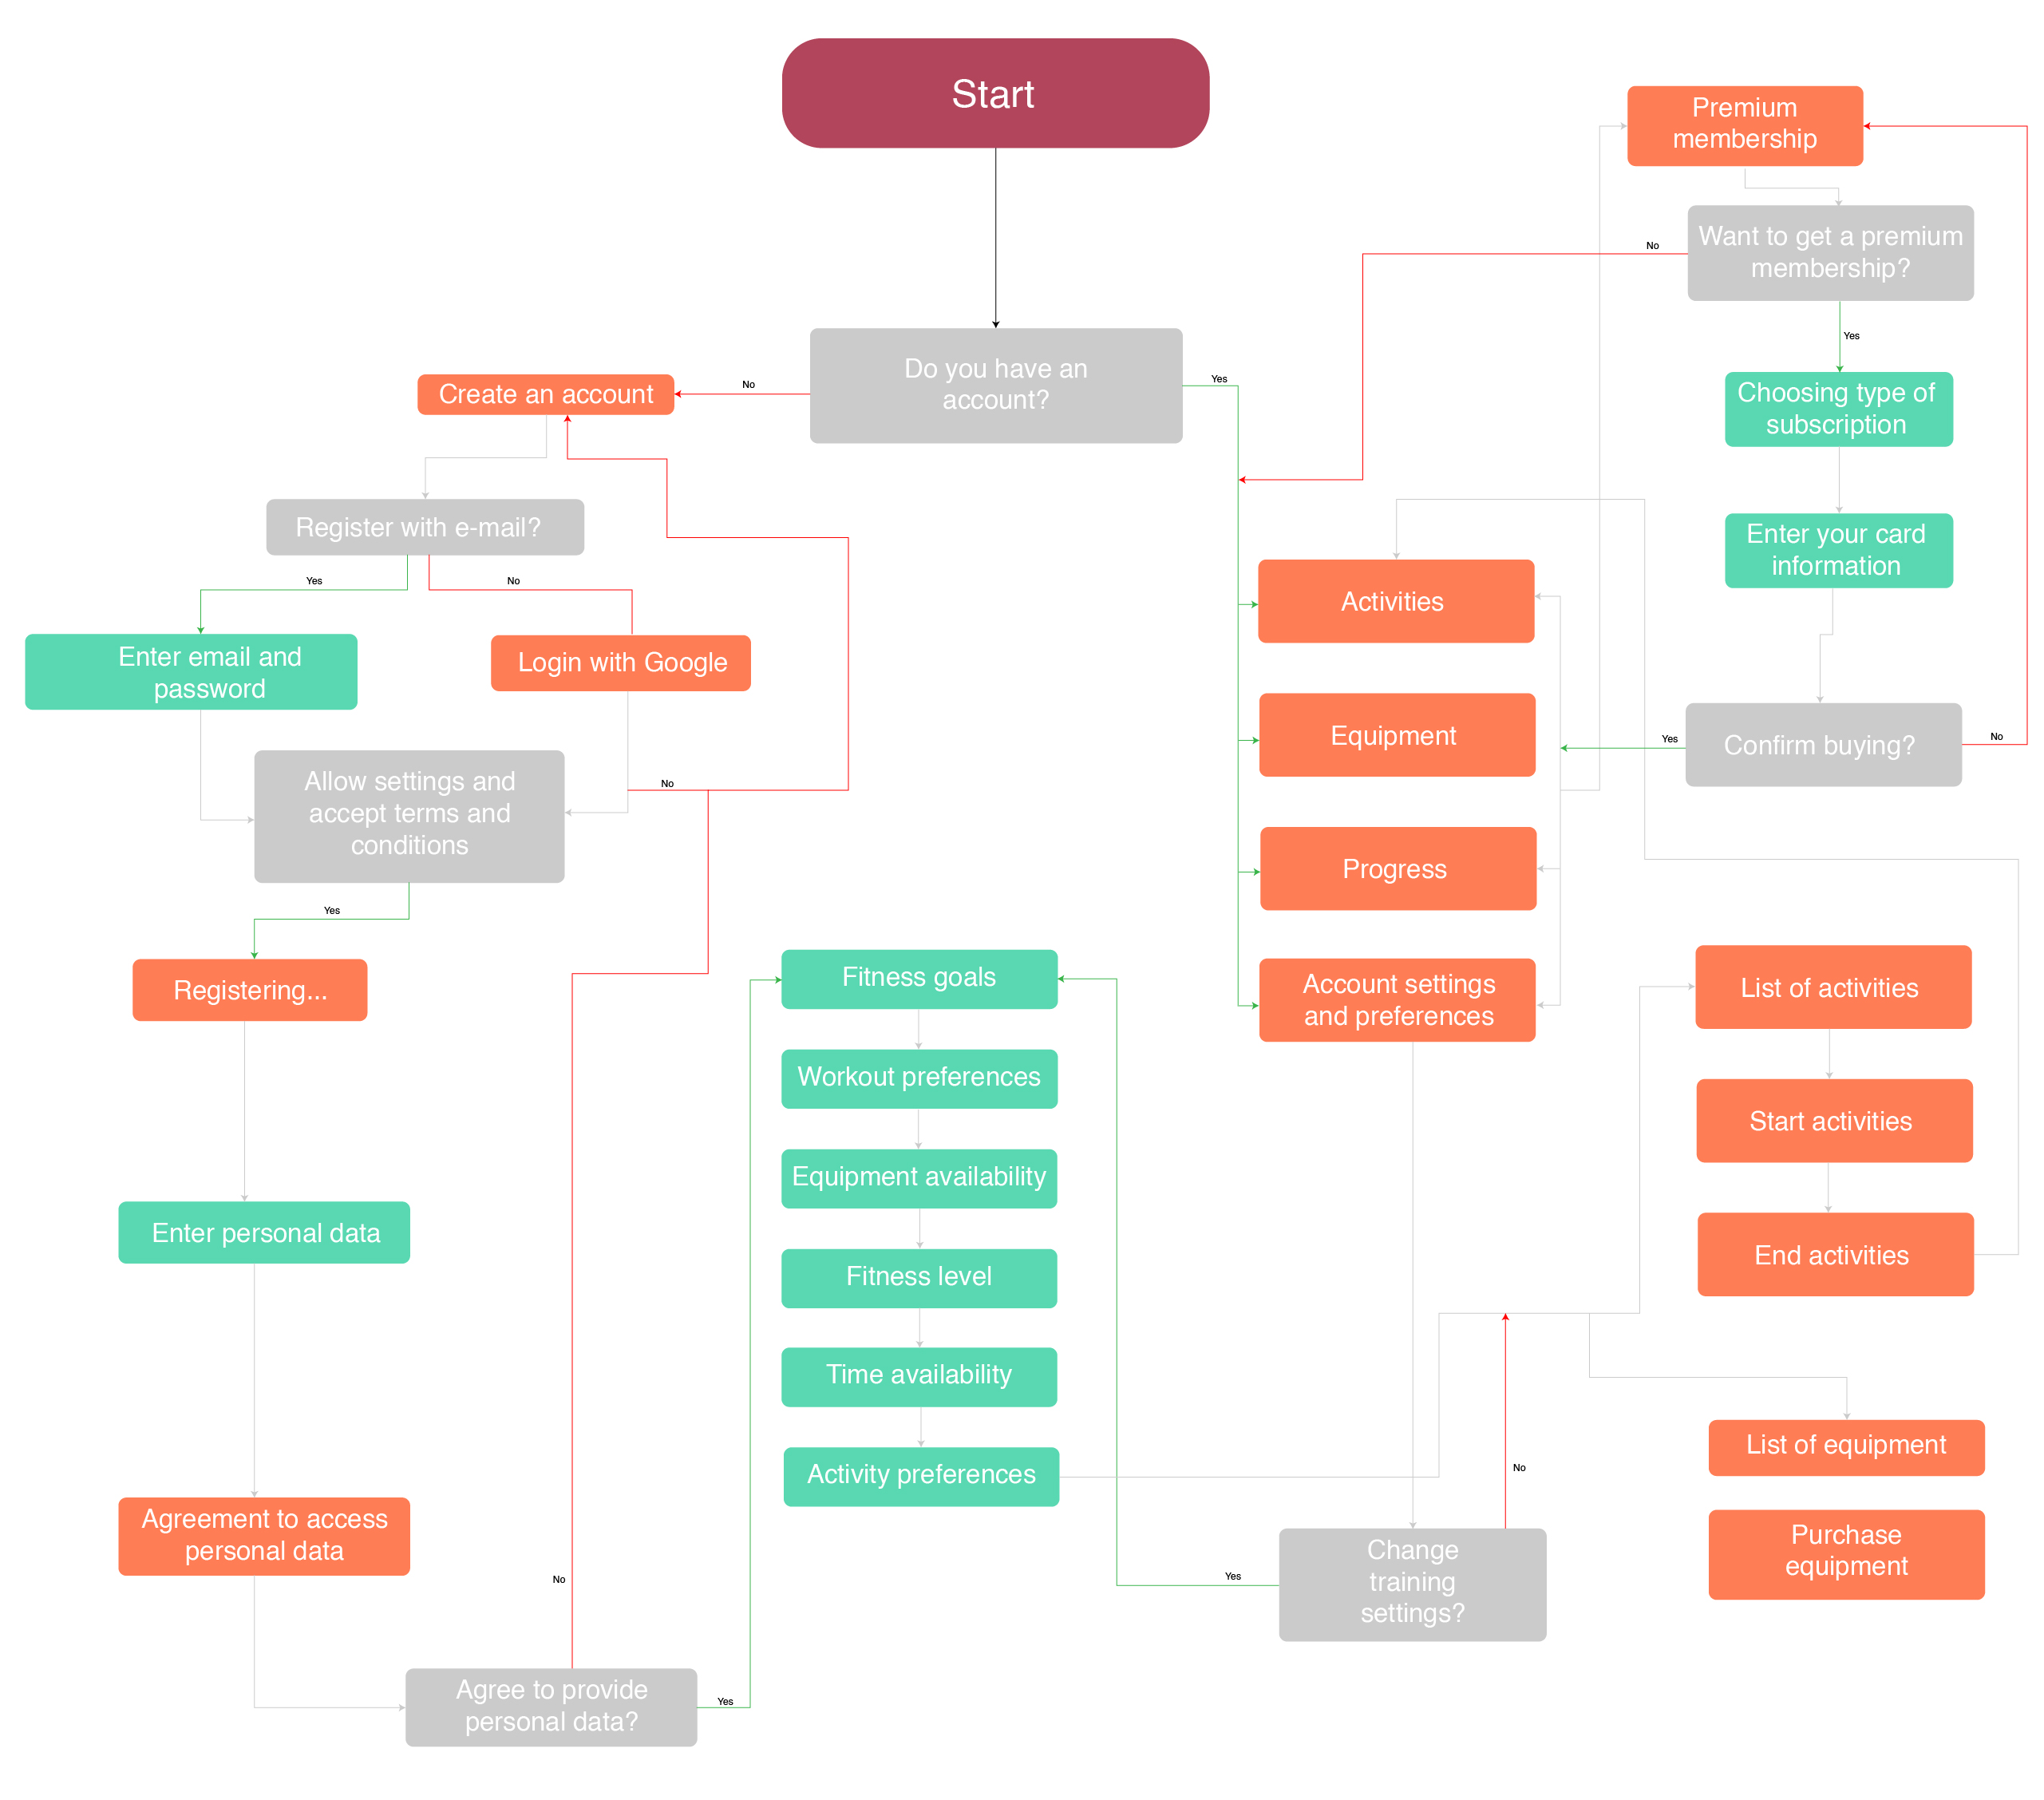 Start
Premium
membership
Want to get a premium
membership?
No
Yes
Do you have an
account?
No
Yes
Create an account
Choosing type of
subscription
Register with e-mail?
Enter your card
information
Yes
No
Activities
Enter email and
password
Login with Google
Equipment
Yes
Confirm buying?
No
Allow settings and
accept terms and
conditions
No
Progress
Yes
Registering...
Fitness goals
Account settings
and preferences
List of activities
Workout preferences
Start activities
Equipment availability
Enter personal data
End activities
Fitness level
Time availability
List of equipment
Activity preferences
No
Agreement to access
personal data
Change
training
settings?
Yes
Purchase
equipment
No
Agree to provide
personal data?
Yes